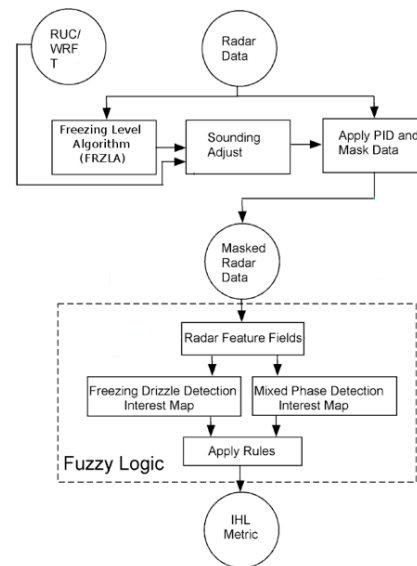 RUC/
WRF
T
Radar
Data
Freezing Level
Algorithm
(FRZLA)
Sounding
Adjust
Apply PID and
Mask Data
Masked
Radar
Data
Radar Feature Fields
Freezing Drizzle Detection
Interest Map
Mixed Phase Detection
Interest Map
Apply Rules
Fuzzy Logic
IHL
Metric